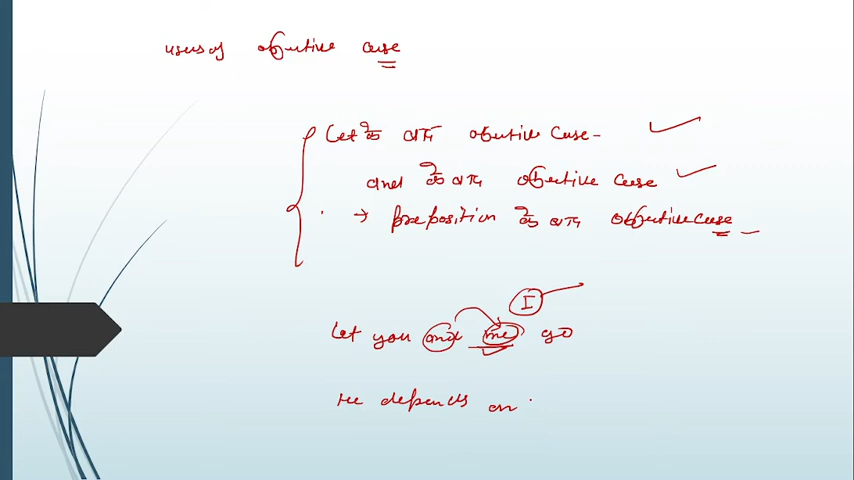 uses of objective case
Let के बाद objective case -
and के बाद objective case
→ preposition के बाद objective case
I
Let you and me go
He depends on